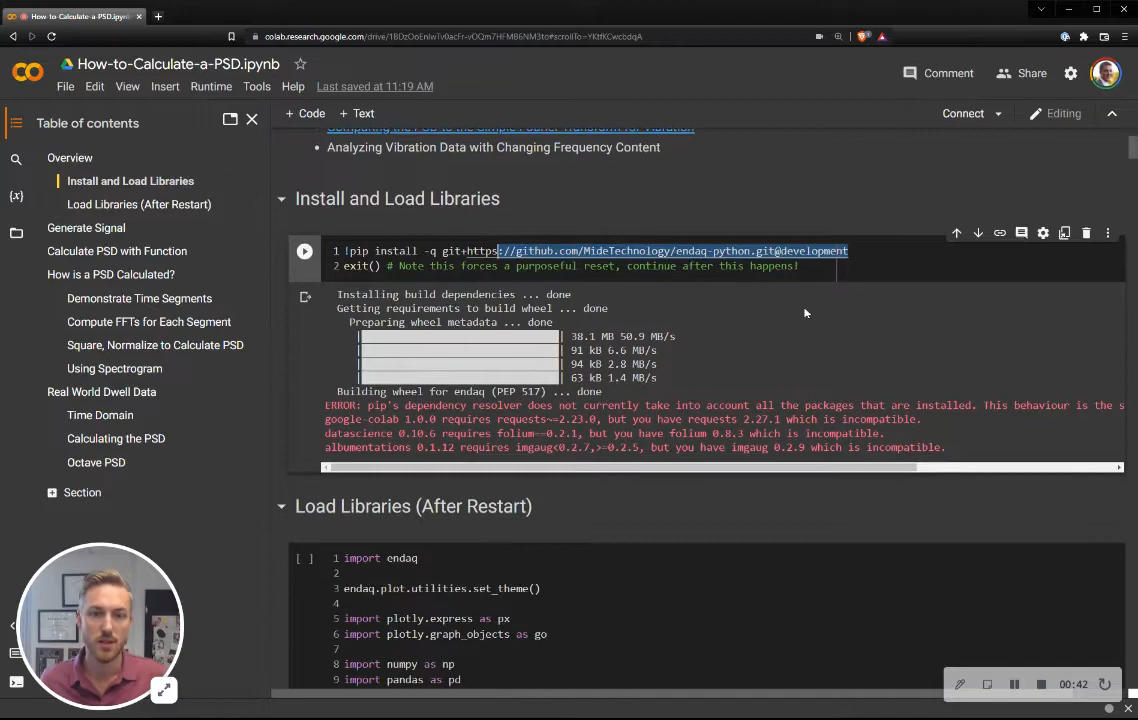 How-to-Calculate-a-PSD.ipynb
colab.research.google.com/drive/1BDzOoEnIwTv0acFr-vOQm7HFMB6NM3to#scrollTo=YKtfKCwcbdqA
How-to-Calculate-a-PSD.ipynb
Comment
Share
File Edit View Insert Runtime Tools Help Last saved at 11:19 AM
Table of contents
+ Code + Text
Connect
Editing
Overview
Install and Load Libraries
Load Libraries (After Restart)
Generate Signal
Calculate PSD with Function
How is a PSD Calculated?
Demonstrate Time Segments
Compute FFTs for Each Segment
Square, Normalize to Calculate PSD
Using Spectrogram
Real World Dwell Data
Time Domain
Calculating the PSD
Octave PSD
Section
Comparing the PSD to the Simple Fourier Transform for Vibration
Analyzing Vibration Data with Changing Frequency Content
Install and Load Libraries
1 !pip install -q git+https://github.com/MideTechnology/endaq-python.git@development
2 exit() # Note this forces a purposeful reset, continue after this happens!
Installing build dependencies ... done
Getting requirements to build wheel ... done
Preparing wheel metadata ... done
| | 38.1 MB 50.9 MB/s
| | 91 kB 6.6 MB/s
| | 94 kB 2.8 MB/s
| | 63 kB 1.4 MB/s
Building wheel for endaq (PEP 517) ... done
ERROR: pip's dependency resolver does not currently take into account all the packages that are installed. This behaviour is the s
google-colab 1.0.0 requires requests~=2.23.0, but you have requests 2.27.1 which is incompatible.
datascience 0.10.6 requires folium==0.2.1, but you have folium 0.8.3 which is incompatible.
albumentations 0.1.12 requires imgaug<0.2.7,>=0.2.5, but you have imgaug 0.2.9 which is incompatible.
Load Libraries (After Restart)
[ ] 1 import endaq
2
3 endaq.plot.utilities.set_theme()
4
5 import plotly.express as px
6 import plotly.graph_objects as go
7
8 import numpy as np
9 import pandas as pd
00:42